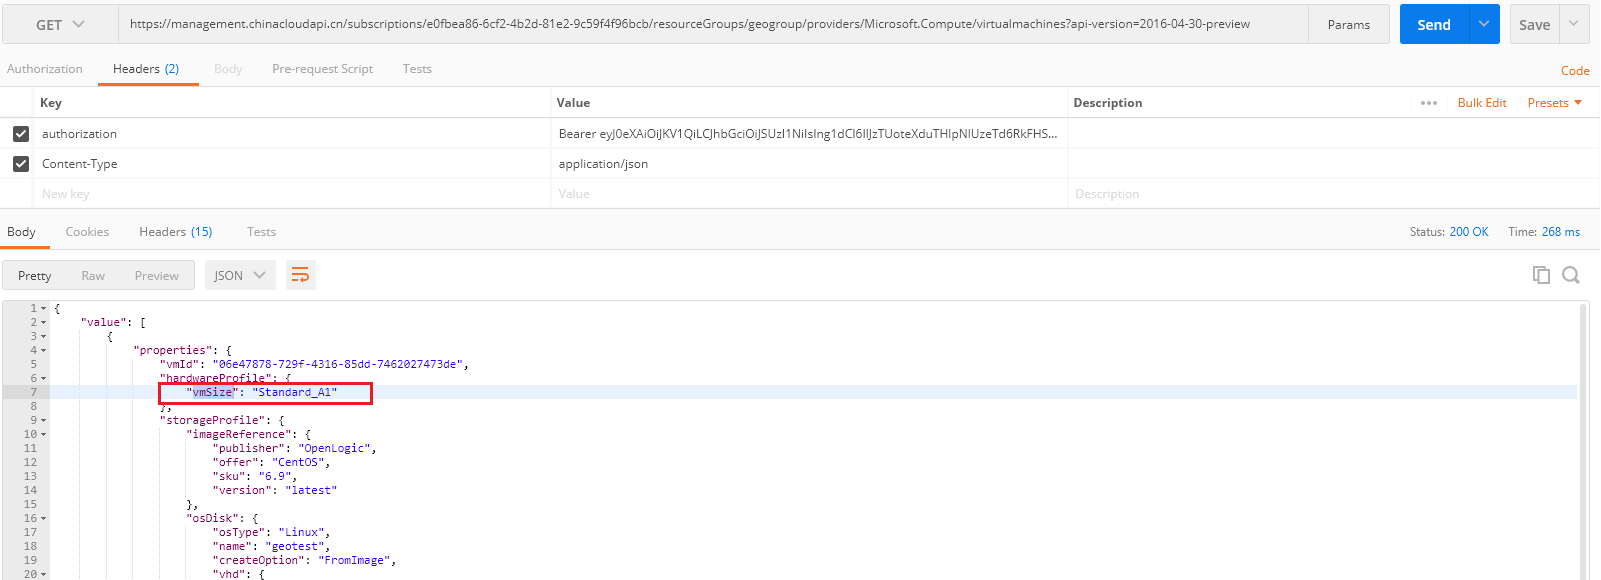 GET https://management.chinacloudapi.cn/subscriptions/e0fbea86-6cf2-4b2d-81e2-9c59f4f96bcb/resourceGroups/geogroup/providers/Microsoft.Compute/virtualmachines?api-version=2016-04-30-preview Params Send Save
Authorization Headers (2) Body Pre-request Script Tests Code
Key Value Description ••• Bulk Edit Presets
authorization Bearer eyJ0eXAiOiJKV1QiLCJhbGciOiJSUzI1NiIsIng1dCI6IlIzTUoteXduTHlpNlUzeTd6RkFHS...
Content-Type application/json
New key Value Description
Body Cookies Headers (15) Tests Status: 200 OK Time: 268 ms
Pretty Raw Preview JSON
1 {
2 "value": [
3 {
4 "properties": {
5 "vmId": "06e47878-729f-4316-85dd-7462027473de",
6 "hardwareProfile": {
7 "vmSize": "Standard_A1"
8 },
9 "storageProfile": {
10 "imageReference": {
11 "publisher": "OpenLogic",
12 "offer": "CentOS",
13 "sku": "6.9",
14 "version": "latest"
15 },
16 "osDisk": {
17 "osType": "Linux",
18 "name": "geotest",
19 "createOption": "FromImage",
20 "vhd": {